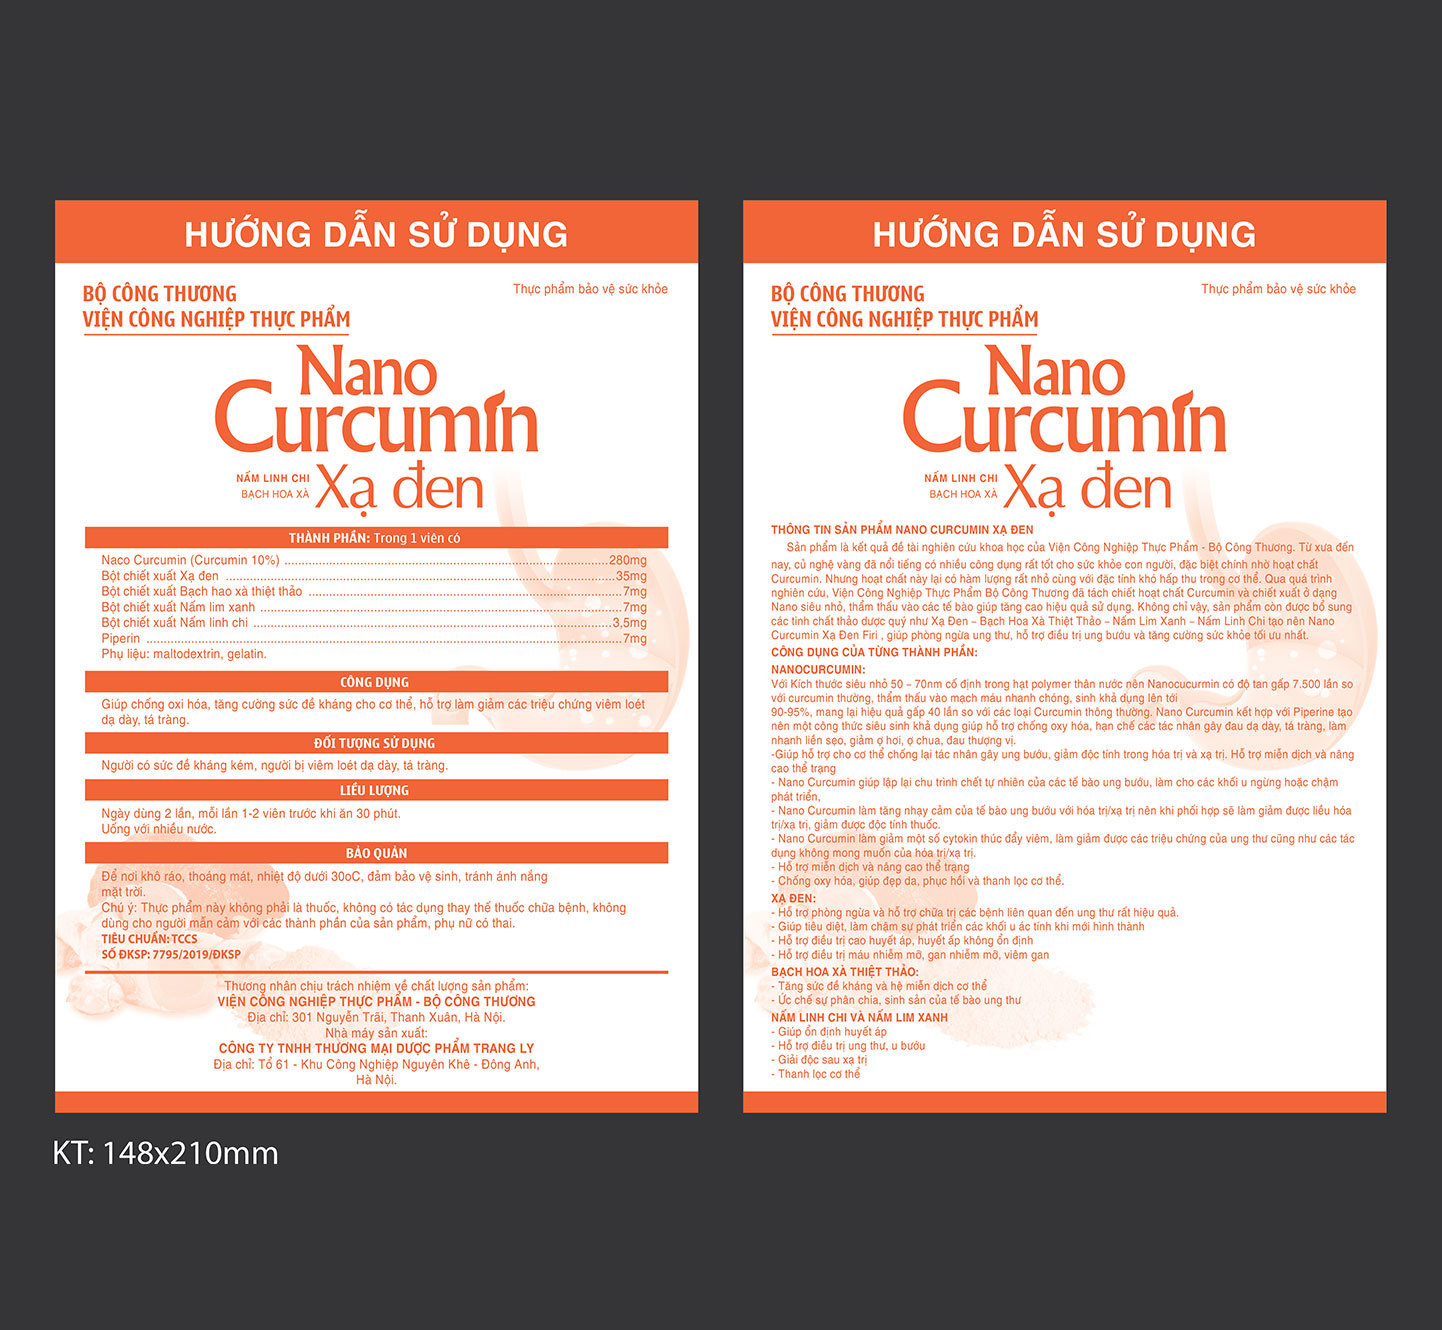 HƯỚNG DẪN SỬ DỤNG
BỘ CÔNG THƯƠNG
VIỆN CÔNG NGHIỆP THỰC PHẨM
Thực phẩm bảo vệ sức khỏe
Nano
Curcumin
NẤM LINH CHI
BẠCH HOA XÀ
Xạ đen
THÀNH PHẦN: Trong 1 viên có
Naco Curcumin (Curcumin 10%) ........ 280mg
Bột chiết xuất Xạ đen ........ 35mg
Bột chiết xuất Bạch hao xà thiệt thảo ........ 7mg
Bột chiết xuất Nấm lim xanh ........ 7mg
Bột chiết xuất Nấm linh chi ........ 3,5mg
Piperin ........ 7mg
Phụ liệu: maltodextrin, gelatin.
CÔNG DỤNG
Giúp chống oxi hóa, tăng cường sức đề kháng cho cơ thể, hỗ trợ làm giảm các triệu chứng viêm loét
dạ dày, tá tràng.
ĐỐI TƯỢNG SỬ DỤNG
Người có sức đề kháng kém, người bị viêm loét dạ dày, tá tràng.
LIỀU LƯỢNG
Ngày dùng 2 lần, mỗi lần 1-2 viên trước khi ăn 30 phút.
Uống với nhiều nước.
BẢO QUẢN
Để nơi khô ráo, thoáng mát, nhiệt độ dưới 30oC, đảm bảo vệ sinh, tránh ánh nắng
mặt trời.
Chú ý: Thực phẩm này không phải là thuốc, không có tác dụng thay thế thuốc chữa bệnh, không
dùng cho người mẫn cảm với các thành phần của sản phẩm, phụ nữ có thai.
TIÊU CHUẨN: TCCS
SỐ ĐKSP: 7795/2019/ĐKSP
Thương nhân chịu trách nhiệm về chất lượng sản phẩm:
VIỆN CÔNG NGHIỆP THỰC PHẨM - BỘ CÔNG THƯƠNG
Địa chỉ: 301 Nguyễn Trãi, Thanh Xuân, Hà Nội.
Nhà máy sản xuất:
CÔNG TY TNHH THƯƠNG MẠI DƯỢC PHẨM TRANG LY
Địa chỉ: Tổ 61 - Khu Công Nghiệp Nguyên Khê - Đông Anh,
Hà Nội.
HƯỚNG DẪN SỬ DỤNG
BỘ CÔNG THƯƠNG
VIỆN CÔNG NGHIỆP THỰC PHẨM
Thực phẩm bảo vệ sức khỏe
Nano
Curcumin
NẤM LINH CHI
BẠCH HOA XÀ
Xạ đen
THÔNG TIN SẢN PHẨM NANO CURCUMIN XẠ ĐEN
Sản phẩm là kết quả đề tài nghiên cứu khoa học của Viện Công Nghiệp Thực Phẩm - Bộ Công Thương. Từ xưa đến
nay, củ nghệ vàng đã nổi tiếng có nhiều công dụng rất tốt cho sức khỏe con người, đặc biệt chính nhờ hoạt chất
Curcumin. Nhưng hoạt chất này lại có hàm lượng rất nhỏ cùng với đặc tính khó hấp thu trong cơ thể. Qua quá trình
nghiên cứu, Viện Công Nghiệp Thực Phẩm Bộ Công Thương đã tách chiết hoạt chất Curcumin và chiết xuất ở dạng
Nano siêu nhỏ, thẩm thấu vào các tế bào giúp tăng cao hiệu quả sử dụng. Không chỉ vậy, sản phẩm còn được bổ sung
các tinh chất thảo dược quý như Xạ Đen – Bạch Hoa Xà Thiệt Thảo – Nấm Lim Xanh – Nấm Linh Chi tạo nên Nano
Curcumin Xạ Đen Firi , giúp phòng ngừa ung thư, hỗ trợ điều trị ung bướu và tăng cường sức khỏe tối ưu nhất.
CÔNG DỤNG CỦA TỪNG THÀNH PHẦN:
NANOCURCUMIN:
Với Kích thước siêu nhỏ 50 – 70nm cố định trong hạt polymer thân nước nên Nanocucurmin có độ tan gấp 7.500 lần so
với curcumin thường, thẩm thấu vào mạch máu nhanh chóng, sinh khả dụng lên tới
90-95%, mang lại hiệu quả gấp 40 lần so với các loại Curcumin thông thường. Nano Curcumin kết hợp với Piperine tạo
nên một công thức siêu sinh khả dụng giúp hỗ trợ chống oxy hóa, hạn chế các tác nhân gây đau dạ dày, tá tràng, làm
nhanh liền sẹo, giảm ợ hơi, ợ chua, đau thượng vị.
-Giúp hỗ trợ cho cơ thể chống lại tác nhân gây ung bướu, giảm độc tính trong hóa trị và xạ trị. Hỗ trợ miễn dịch và nâng
cao thể trạng
- Nano Curcumin giúp lập lại chu trình chết tự nhiên của các tế bào ung bướu, làm cho các khối u ngừng hoặc chậm
phát triển,
- Nano Curcumin làm tăng nhạy cảm của tế bào ung bướu với hóa trị/xạ trị nên khi phối hợp sẽ làm giảm được liều hóa
trị/xạ trị, giảm được độc tính thuốc.
- Nano Curcumin làm giảm một số cytokin thúc đẩy viêm, làm giảm được các triệu chứng của ung thư cũng như các tác
dụng không mong muốn của hóa trị/xạ trị.
- Hỗ trợ miễn dịch và nâng cao thể trạng
- Chống oxy hóa, giúp đẹp da, phục hồi và thanh lọc cơ thể.
XẠ ĐEN:
- Hỗ trợ phòng ngừa và hỗ trợ chữa trị các bệnh liên quan đến ung thư rất hiệu quả.
- Giúp tiêu diệt, làm chậm sự phát triển các khối u ác tính khi mới hình thành
- Hỗ trợ điều trị cao huyết áp, huyết ấp không ổn định
- Hỗ trợ điều trị máu nhiễm mỡ, gan nhiễm mỡ, viêm gan
BẠCH HOA XÀ THIỆT THẢO:
- Tăng sức đề kháng và hệ miễn dịch cơ thể
- Ức chế sự phân chia, sinh sản của tế bào ung thư
NẤM LINH CHI VÀ NẤM LIM XANH
- Giúp ổn định huyết áp
- Hỗ trợ điều trị ung thư, u bướu
- Giải độc sau xạ trị
- Thanh lọc cơ thể
KT: 148x210mm